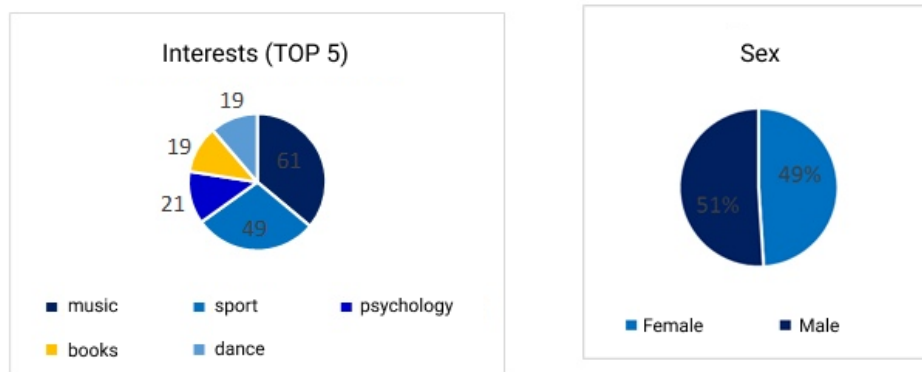 Interests (TOP 5)
19
19
61
21
49
music
sport
psychology
books
dance
Sex
49%
51%
Female
Male